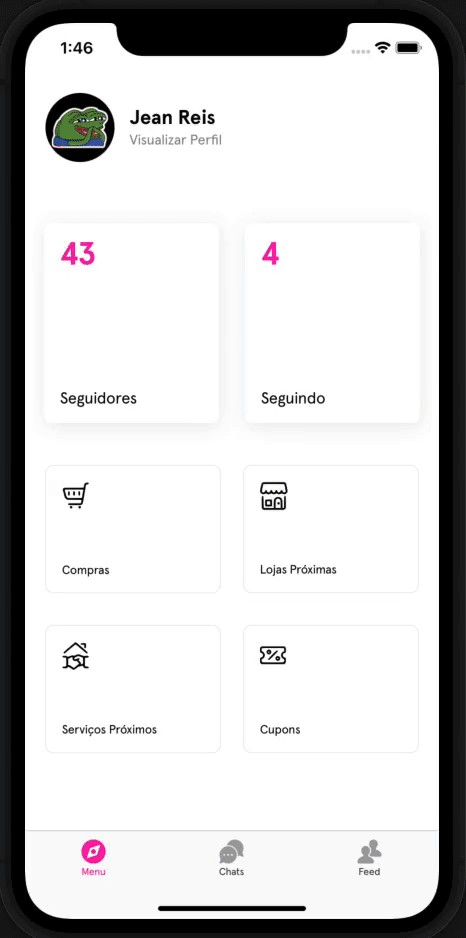 1:46
Jean Reis
Visualizar Perfil
43
4
Seguidores
Seguindo
Compras
Lojas Próximas
Serviços Próximos
Cupons
Menu
Chats
Feed